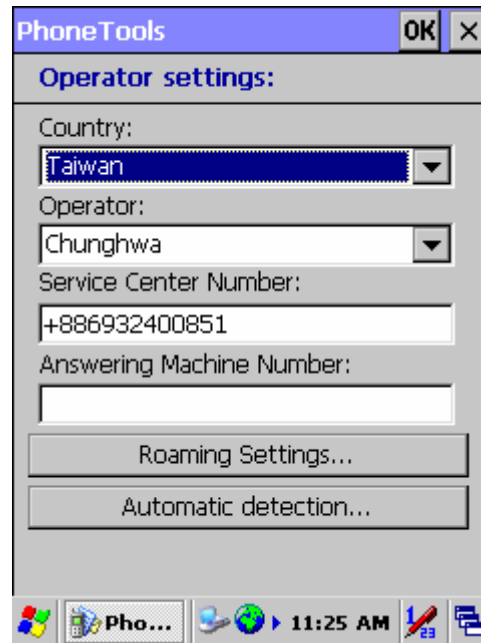 PhoneTools OK
Operator settings:
Country:
Taiwan
Operator:
Chunghwa
Service Center Number:
+886932400851
Answering Machine Number:
Roaming Settings...
Automatic detection...
Pho... 11:25 AM